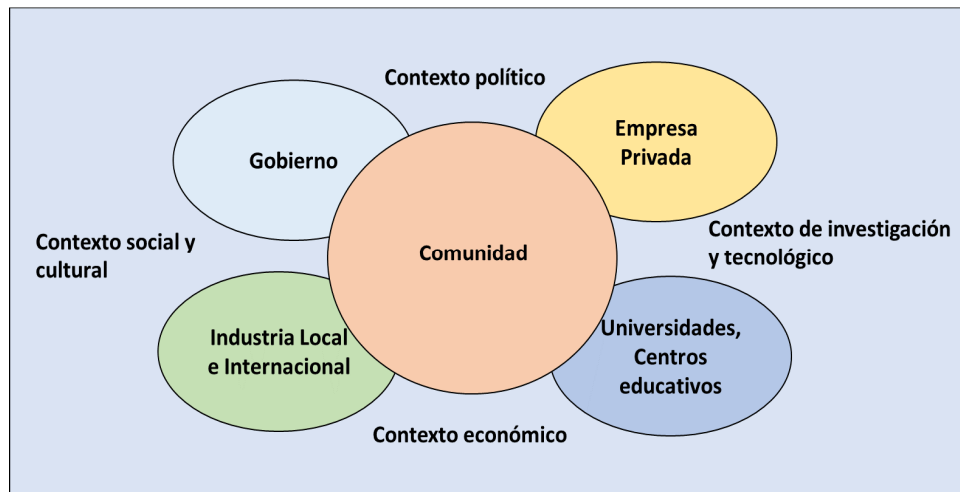 Contexto político
Gobierno
Empresa
Privada
Contexto social y
cultural
Comunidad
Contexto de investigación
y tecnológico
Industria Local
e Internacional
Universidades,
Centros
educativos
Contexto económico